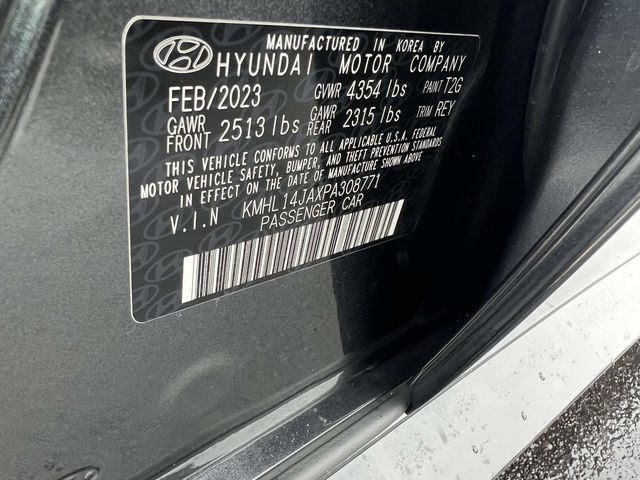 MANUFACTURED IN KOREA BY
HYUNDAI MOTOR COMPANY
FEB/2023 GVWR 4354 lbs PAINT T2G
GAWR FRONT 2513 lbs GAWR REAR 2315 lbs TRIM REY
THIS VEHICLE CONFORMS TO ALL APPLICABLE U.S.A. FEDERAL
MOTOR VEHICLE SAFETY, BUMPER, AND THEFT PREVENTION STANDARDS
IN EFFECT ON THE DATE OF MANUFACTURE SHOWN ABOVE
V.I.N KMHL14JAXPA308771
PASSENGER CAR